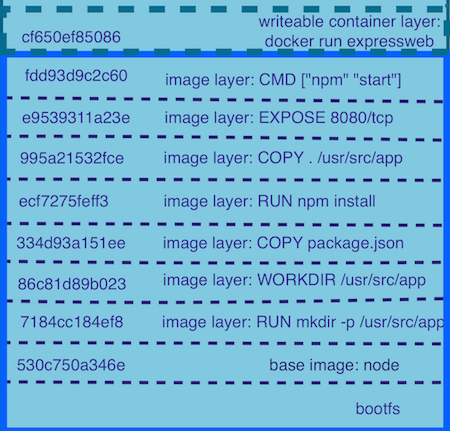 writeable container layer:
cf650ef85086 docker run expressweb
fdd93d9c2c60 image layer: CMD ["npm" "start"]
e9539311a23e image layer: EXPOSE 8080/tcp
995a21532fce image layer: COPY . /usr/src/app
ecf7275feff3 image layer: RUN npm install
334d93a151ee image layer: COPY package.json
86c81d89b023 image layer: WORKDIR /usr/src/app
7184cc184ef8 image layer: RUN mkdir -p /usr/src/app
530c750a346e base image: node
bootfs